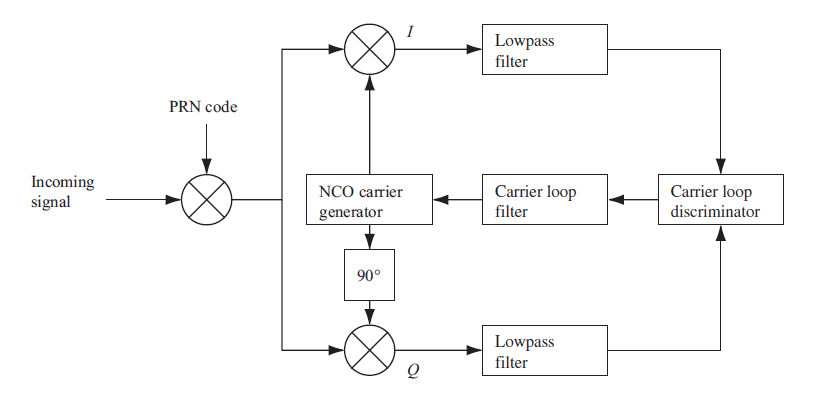 I
Lowpass
filter
PRN code
Incoming
signal
NCO carrier
generator
Carrier loop
filter
Carrier loop
discriminator
90°
Lowpass
filter
Q